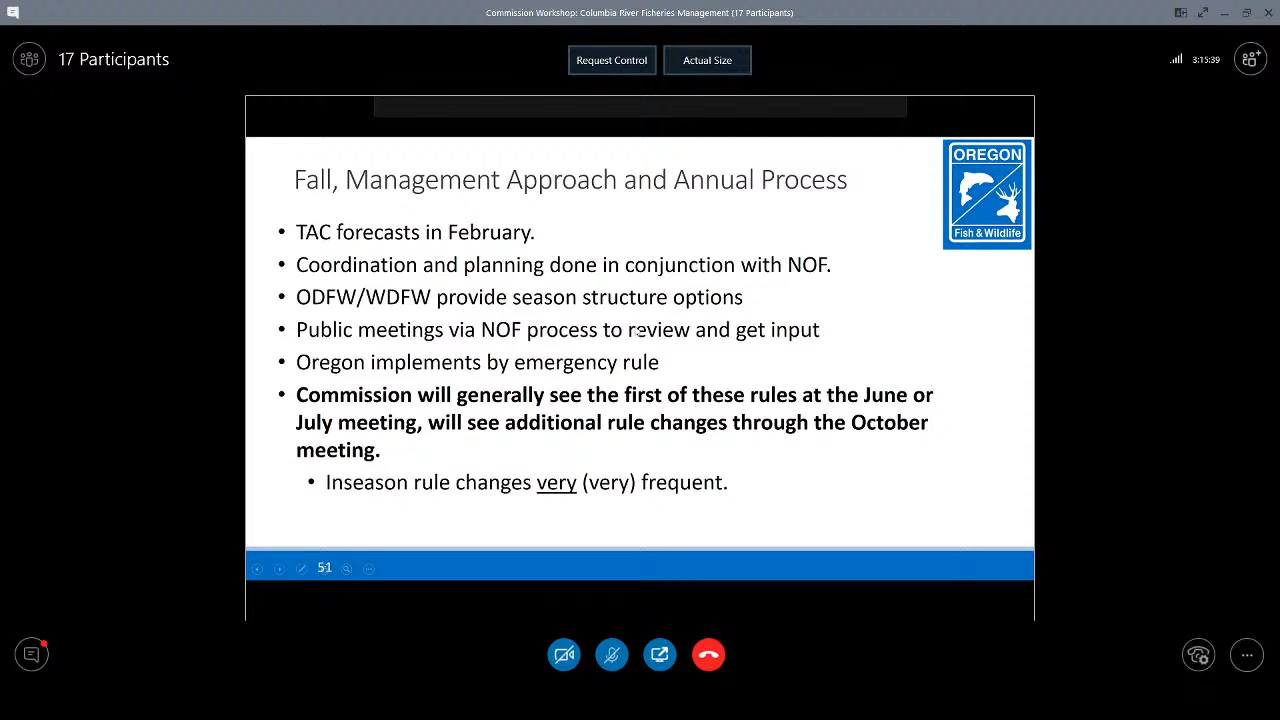 Commission Workshop: Columbia River Fisheries Management (17 Participants)
17 Participants
Request Control
Actual Size
3:15:39
OREGON
Fish & Wildlife
Fall, Management Approach and Annual Process
• TAC forecasts in February.
• Coordination and planning done in conjunction with NOF.
• ODFW/WDFW provide season structure options
• Public meetings via NOF process to review and get input
• Oregon implements by emergency rule
• Commission will generally see the first of these rules at the June or
July meeting, will see additional rule changes through the October
meeting.
• Inseason rule changes very (very) frequent.
51